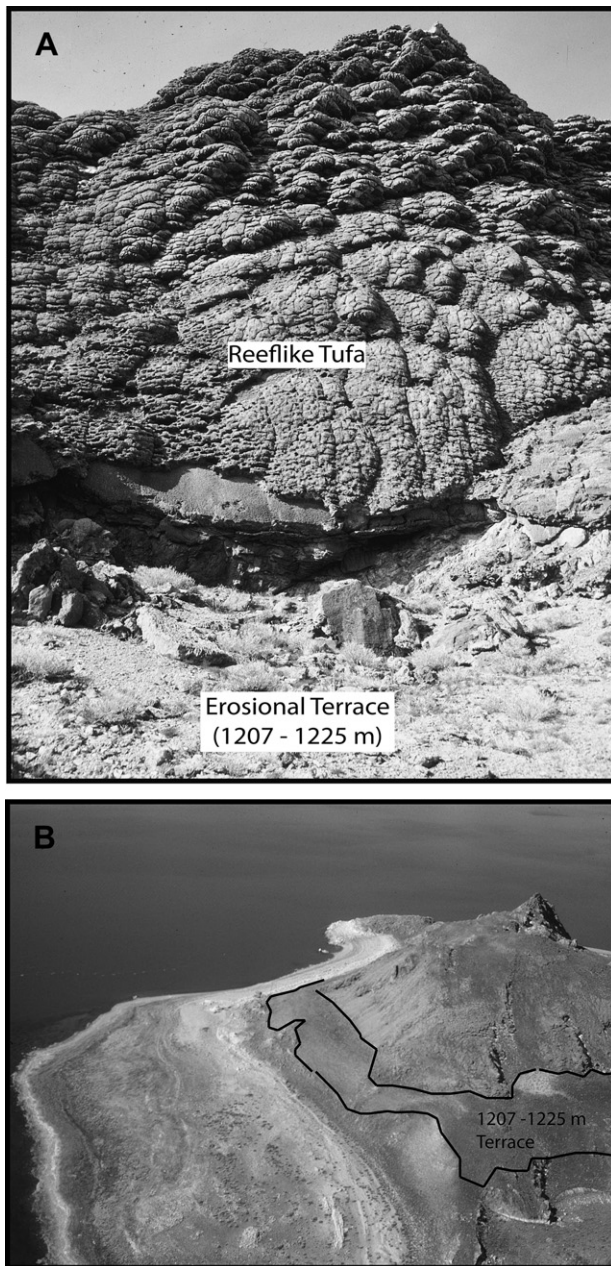 A
Reeflike Tufa
Erosional Terrace
(1207 - 1225 m)
B
1207 -1225 m
Terrace